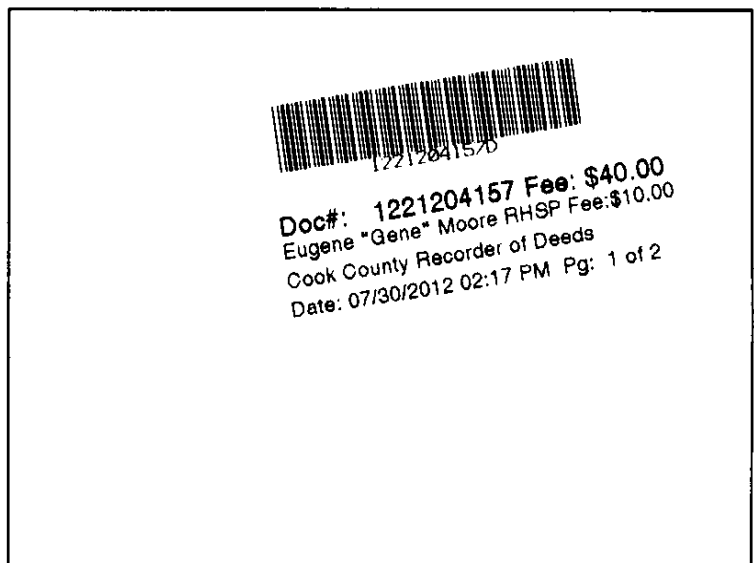 1221204157D
Doc#: 1221204157 Fee: $40.00
Eugene "Gene" Moore RHSP Fee:$10.00
Cook County Recorder of Deeds
Date: 07/30/2012 02:17 PM Pg: 1 of 2